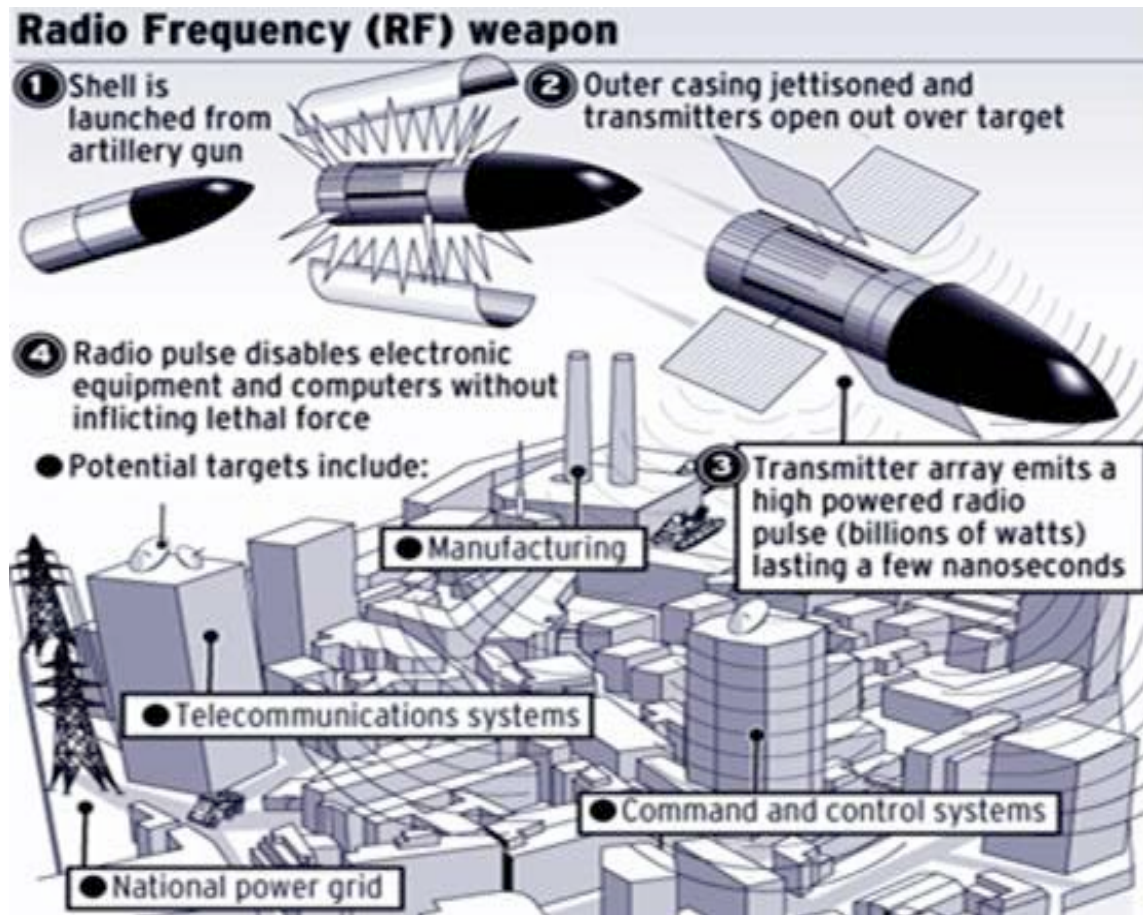 Radio Frequency (RF) weapon
1 Shell is
launched from
artillery gun
2 Outer casing jettisoned and
transmitters open out over target
4 Radio pulse disables electronic
equipment and computers without
inflicting lethal force
● Potential targets include:
3 Transmitter array emits a
high powered radio
pulse (billions of watts)
lasting a few nanoseconds
● Manufacturing
● Telecommunications systems
● Command and control systems
● National power grid